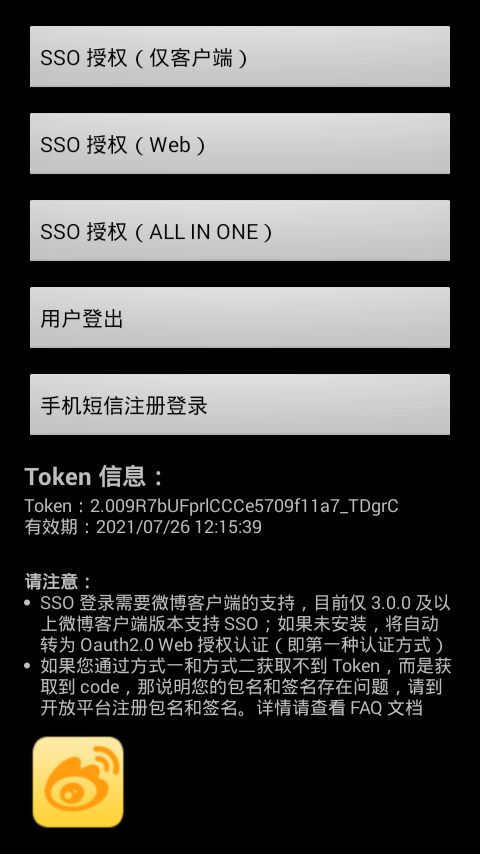 SSO 授权（仅客户端）
SSO 授权（Web）
SSO 授权（ALL IN ONE）
用户登出
手机短信注册登录
Token 信息：
Token：2.009R7bUFprlCCCe5709f11a7_TDgrC
有效期：2021/07/26 12:15:39
请注意：
• SSO 登录需要微博客户端的支持，目前仅 3.0.0 及以
上微博客户端版本支持 SSO；如果未安装，将自动
转为 Oauth2.0 Web 授权认证（即第一种认证方式）
• 如果您通过方式一和方式二获取不到 Token，而是获
取到 code，那说明您的包名和签名存在问题，请到
开放平台注册包名和签名。详情请查看 FAQ 文档